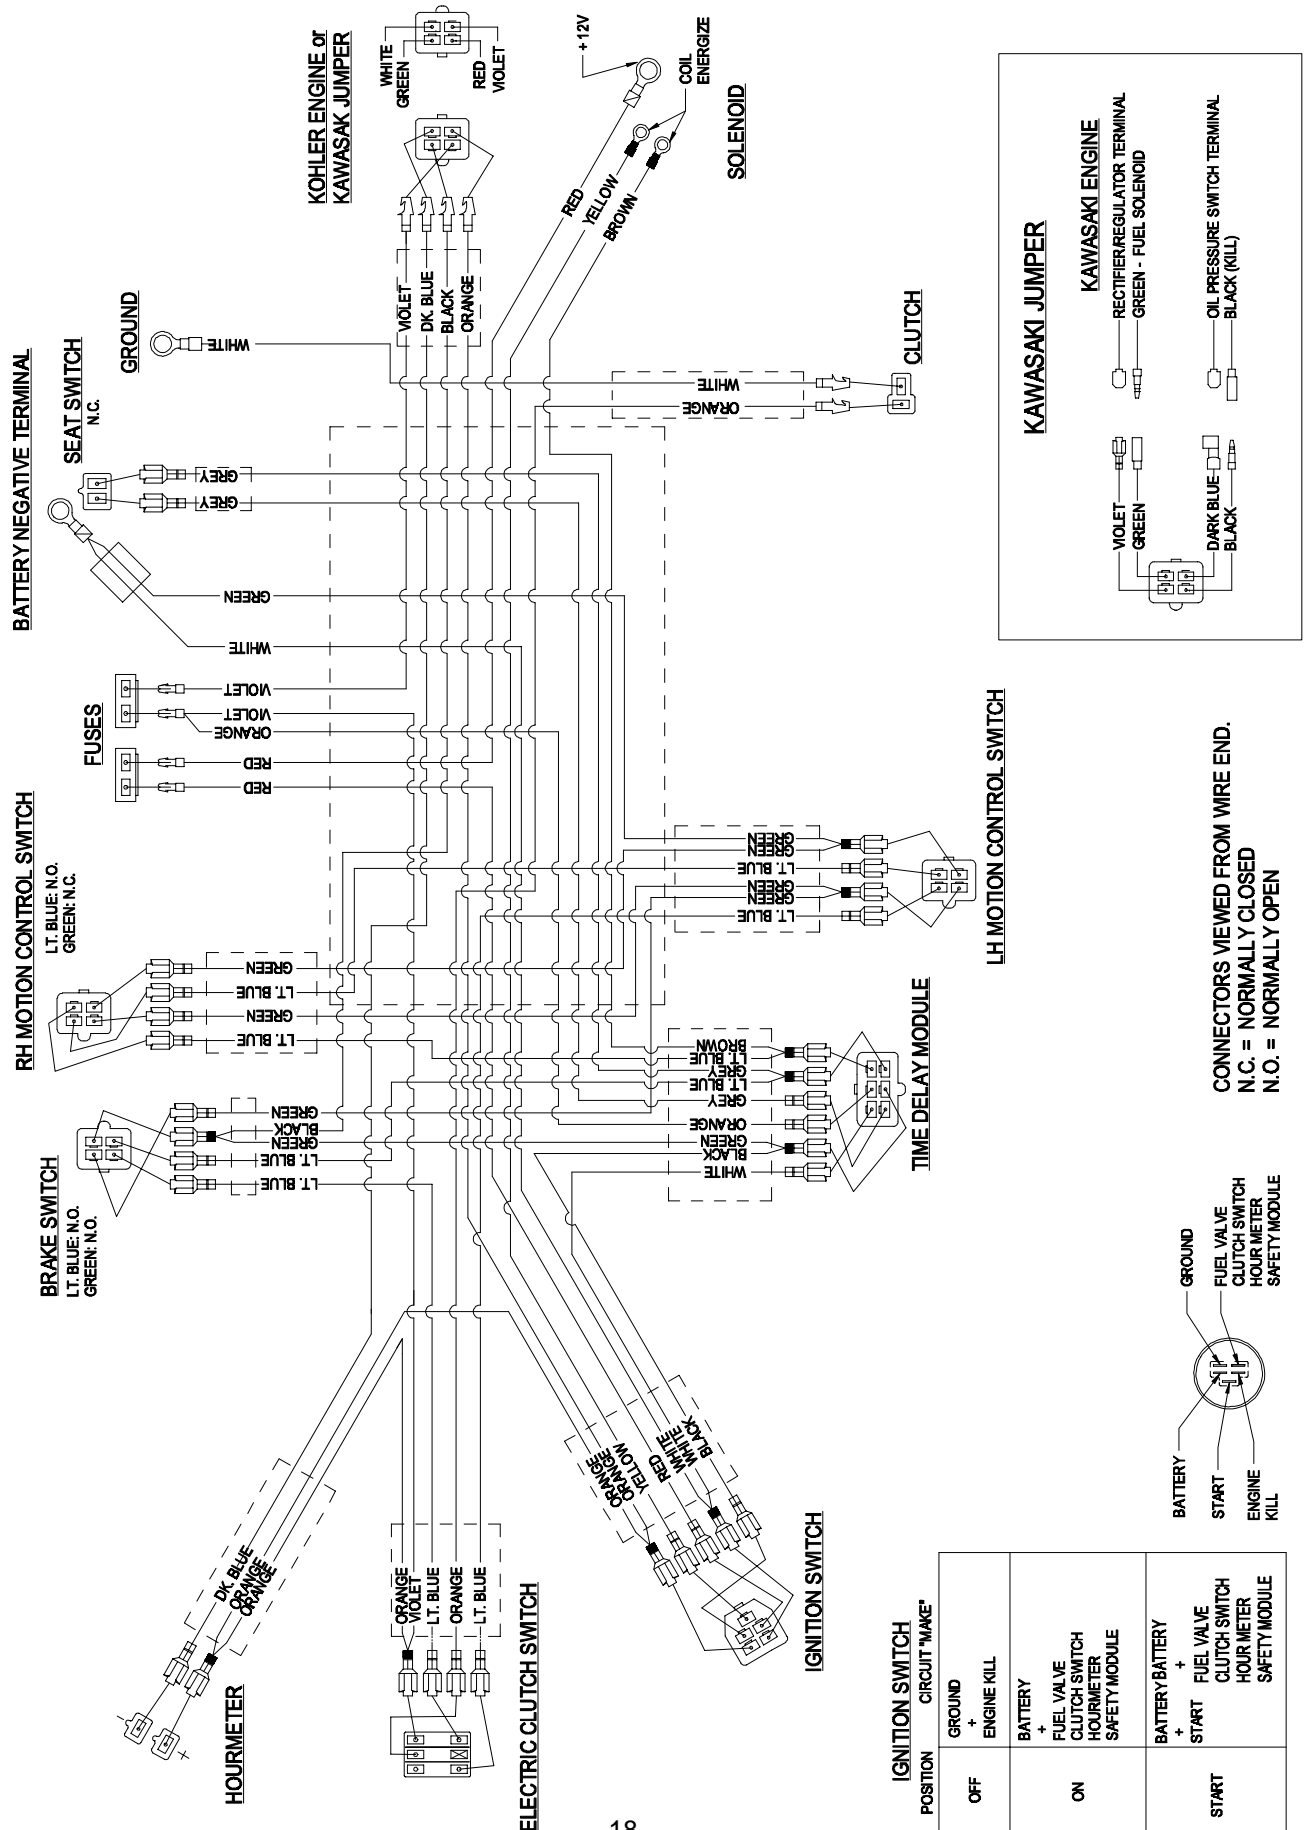 KOHLER ENGINE or
KAWASAK JUMPER
WHITE
GREEN
RED
VIOLET
+12V
COIL
ENERGIZE
SOLENOID
RED
YELLOW
BROWN
VIOLET
DK. BLUE
BLACK
ORANGE
GROUND
WHITE
CLUTCH
WHITE
ORANGE
BATTERY NEGATIVE TERMINAL
SEAT SWITCH
N.C.
GREY
GREY
GREEN
WHITE
FUSES
VIOLET
VIOLET
ORANGE
RED
RED
RH MOTION CONTROL SWITCH
LT. BLUE: N.O.
GREEN: N.C.
GREEN
LT. BLUE
GREEN
LT. BLUE
LH MOTION CONTROL SWITCH
GREEN
GREEN
LT. BLUE
GREEN
GREEN
LT. BLUE
BRAKE SWITCH
LT. BLUE: N.O.
GREEN: N.O.
GREEN
BLACK
GREEN
LT. BLUE
LT. BLUE
TIME DELAY MODULE
BROWN
LT. BLUE
GREY
LT. BLUE
GREY
ORANGE
GREEN
BLACK
WHITE
HOURMETER
-
+
DK. BLUE
ORANGE
ORANGE
ELECTRIC CLUTCH SWITCH
ORANGE
VIOLET
LT. BLUE
ORANGE
LT. BLUE
IGNITION SWITCH
ORANGE
ORANGE
YELLOW
RED
WHITE
WHITE
BLACK
KAWASAKI JUMPER
KAWASAKI ENGINE
RECTIFIER/REGULATOR TERMINAL
GREEN - FUEL SOLENOID
OIL PRESSURE SWITCH TERMINAL
BLACK (KILL)
VIOLET
GREEN
DARK BLUE
BLACK
CONNECTORS VIEWED FROM WIRE END.
N.C. = NORMALLY CLOSED
N.O. = NORMALLY OPEN
GROUND
FUEL VALVE
CLUTCH SWITCH
HOUR METER
SAFETY MODULE
BATTERY
START
ENGINE
KILL
IGNITION SWITCH
POSITION CIRCUIT "MAKE"
OFF
GROUND
+
ENGINE KILL
ON
BATTERY
+
FUEL VALVE
CLUTCH SWITCH
HOURMETER
SAFETY MODULE
START
BATTERY BATTERY
+ +
START FUEL VALVE
CLUTCH SWITCH
HOUR METER
SAFETY MODULE
18